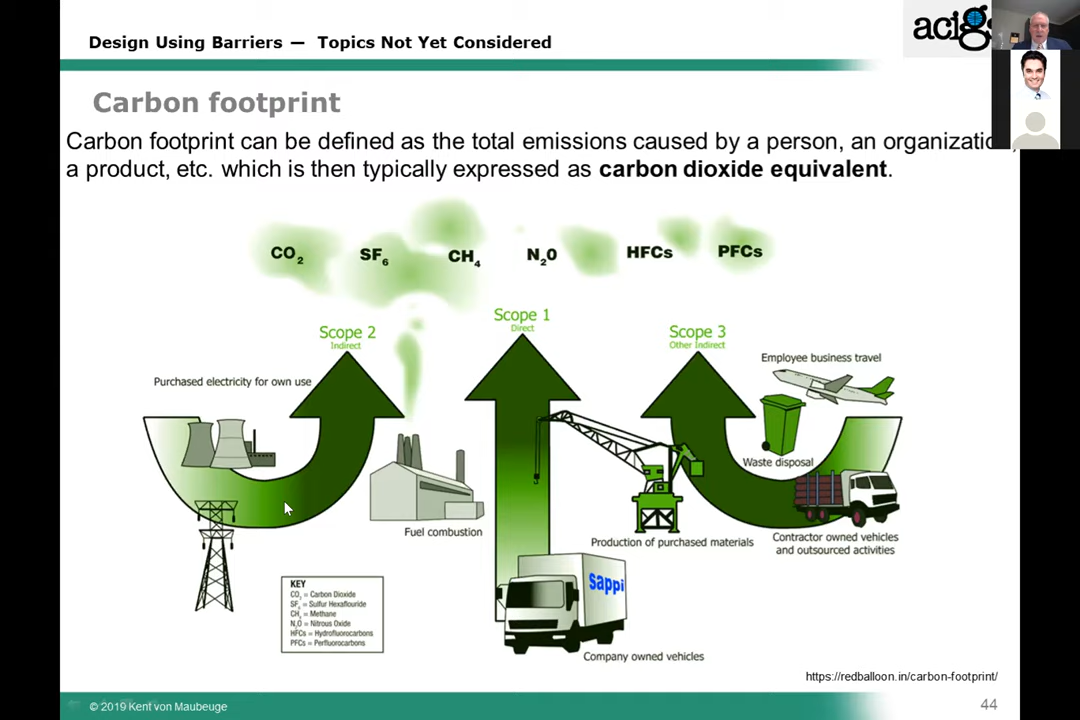 Design Using Barriers — Topics Not Yet Considered
acigs
Carbon footprint
Carbon footprint can be defined as the total emissions caused by a person, an organization,
a product, etc. which is then typically expressed as carbon dioxide equivalent.
CO2 SF6 CH4 N20 HFCs PFCs
Scope 2
Indirect
Scope 1
Direct
Scope 3
Other Indirect
Employee business travel
Purchased electricity for own use
Waste disposal
Fuel combustion
Production of purchased materials
Contractor owned vehicles
and outsourced activities
Sappi
Company owned vehicles
KEY
CO2 = Carbon Dioxide
SF6 = Sulfur Hexaflouride
CH4 = Methane
N2O = Nitrous Oxide
HFCs = Hydrofluorocarbons
PFCs = Perfluorocarbons
https://redballoon.in/carbon-footprint/
© 2019 Kent von Maubeuge
44